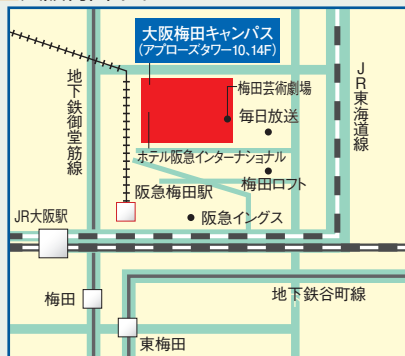 大阪梅田キャンパス
(アプローズタワー10、14F)
地下鉄御堂筋線
JR東海道線
梅田芸術劇場
毎日放送
ホテル阪急インターナショナル
阪急梅田駅
梅田ロフト
JR大阪駅
阪急イングス
梅田
地下鉄谷町線
東梅田